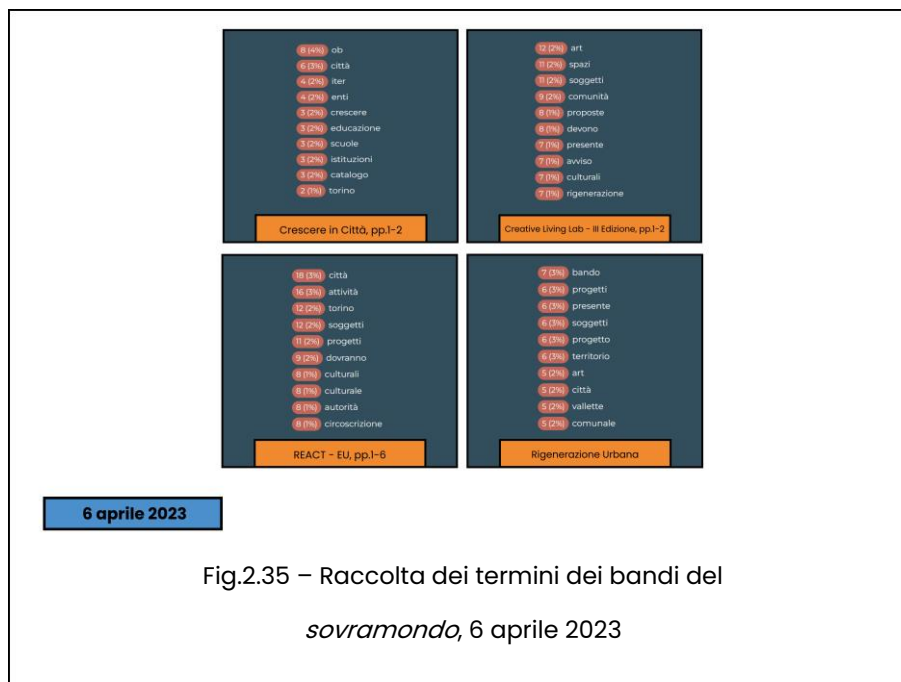 8 (4%) ob
6 (3%) città
4 (2%) iter
4 (2%) enti
3 (2%) crescere
3 (2%) educazione
3 (2%) scuole
3 (2%) istituzioni
3 (2%) catalogo
2 (1%) torino
Crescere in Città, pp.1-2
12 (2%) art
11 (2%) spazi
11 (2%) soggetti
9 (2%) comunità
8 (1%) proposte
8 (1%) devono
7 (1%) presente
7 (1%) avviso
7 (1%) culturali
7 (1%) rigenerazione
Creative Living Lab - III Edizione, pp.1-2
18 (3%) città
16 (3%) attività
12 (2%) torino
12 (2%) soggetti
11 (2%) progetti
9 (2%) dovranno
8 (1%) culturali
8 (1%) culturale
8 (1%) autorità
8 (1%) circoscrizione
REACT - EU, pp.1-6
7 (3%) bando
6 (3%) progetti
6 (3%) presente
6 (3%) soggetti
6 (3%) progetto
6 (3%) territorio
5 (2%) art
5 (2%) città
5 (2%) vallette
5 (2%) comunale
Rigenerazione Urbana
6 aprile 2023
Fig.2.35 – Raccolta dei termini dei bandi del
sovramondo, 6 aprile 2023